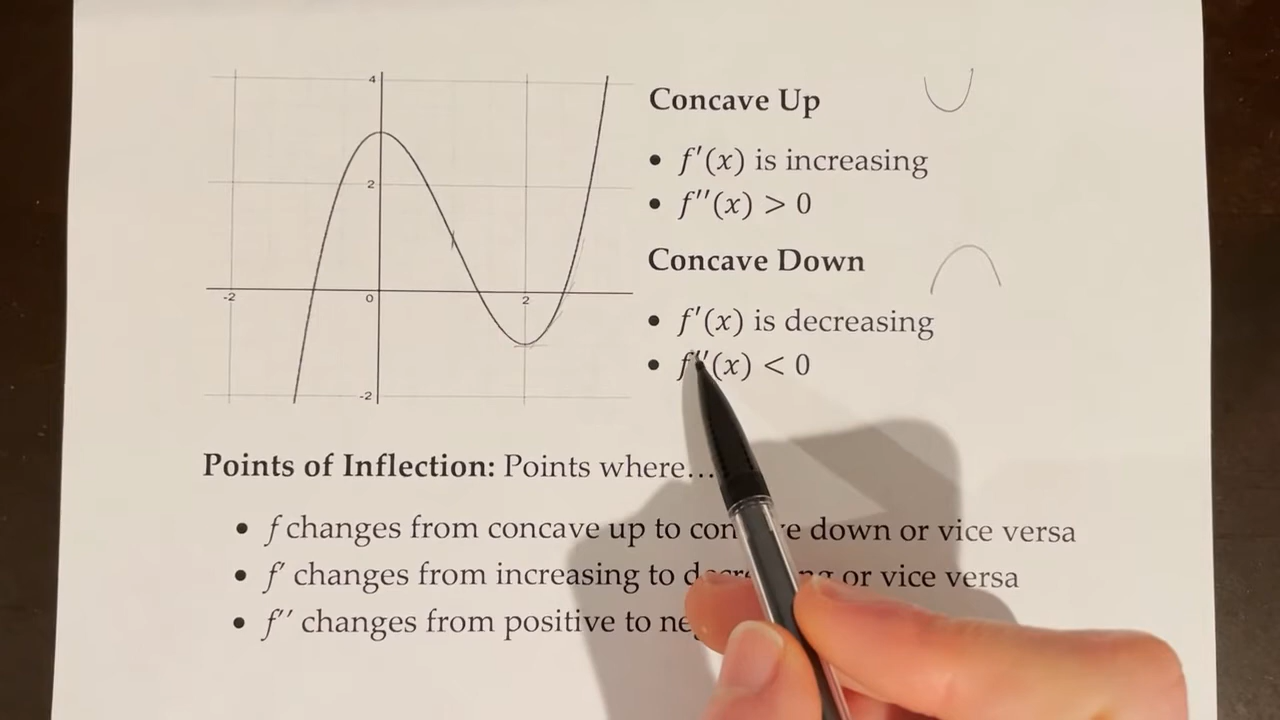 4
2
-2
0
2
-2
Concave Up
• f′(x) is increasing
• f″(x) > 0
Concave Down
• f′(x) is decreasing
• f″(x) < 0
Points of Inflection: Points where…
• f changes from concave up to down or vice versa
• f′ changes from increasing to or vice versa
• f″ changes from positive to